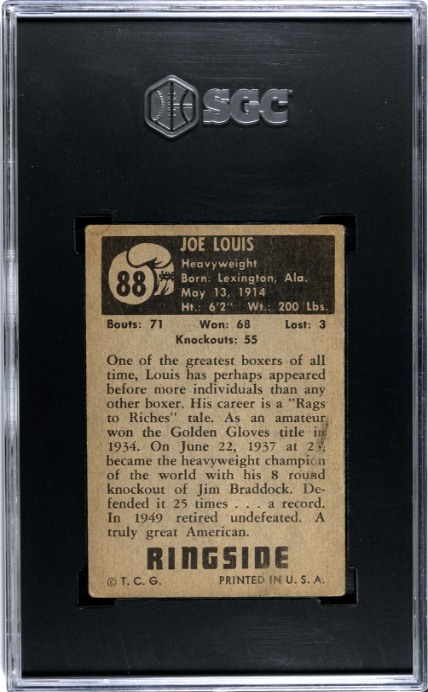 SGC
88
JOE LOUIS
Heavyweight
Born: Lexington, Ala.
May 13, 1914
Ht.: 6'2" Wt.: 200 Lbs.
Bouts: 71 Won: 68 Lost: 3
Knockouts: 55
One of the greatest boxers of all
time, Louis has perhaps appeared
before more individuals than any
other boxer. His career is a "Rags
to Riches" tale. As an amateur
won the Golden Gloves title in
1934. On June 22, 1937 at
became the heavyweight champion
of the world with his 8 round
knockout of Jim Braddock. De-
fended it 25 times . . . a record.
In 1949 retired undefeated. A
truly great American.
RINGSIDE
© T. C. G. PRINTED IN U. S. A.